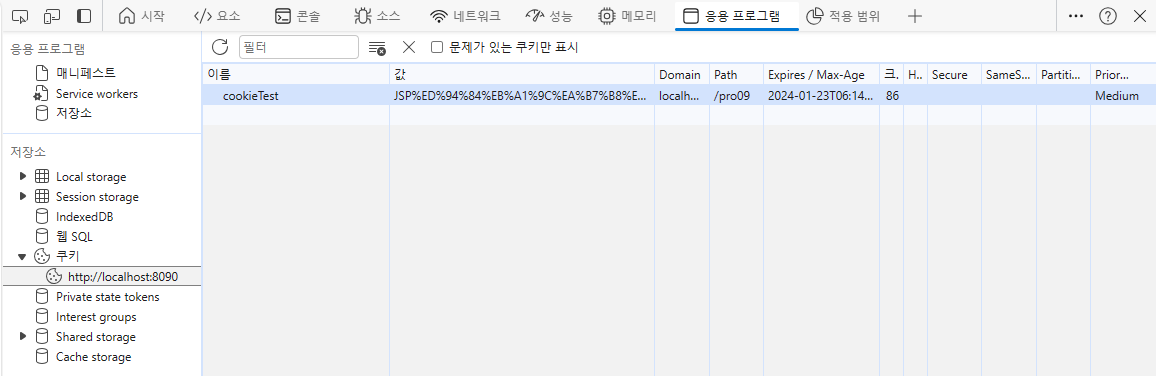 시작 요소 콘솔 소스 네트워크 성능 메모리 응용 프로그램 적용 범위
응용 프로그램
매니페스트
Service workers
저장소
저장소
Local storage
Session storage
IndexedDB
웹 SQL
쿠키
http://localhost:8090
Private state tokens
Interest groups
Shared storage
Cache storage
필터 문제가 있는 쿠키만 표시
이름 값 Domain Path Expires / Max-Age 크. H.. Secure SameS... Partiti... Prior...
cookieTest JSP%ED%94%84%EB%A1%9C%EA%B7%B8%E... localh... /pro09 2024-01-23T06:14... 86 Medium